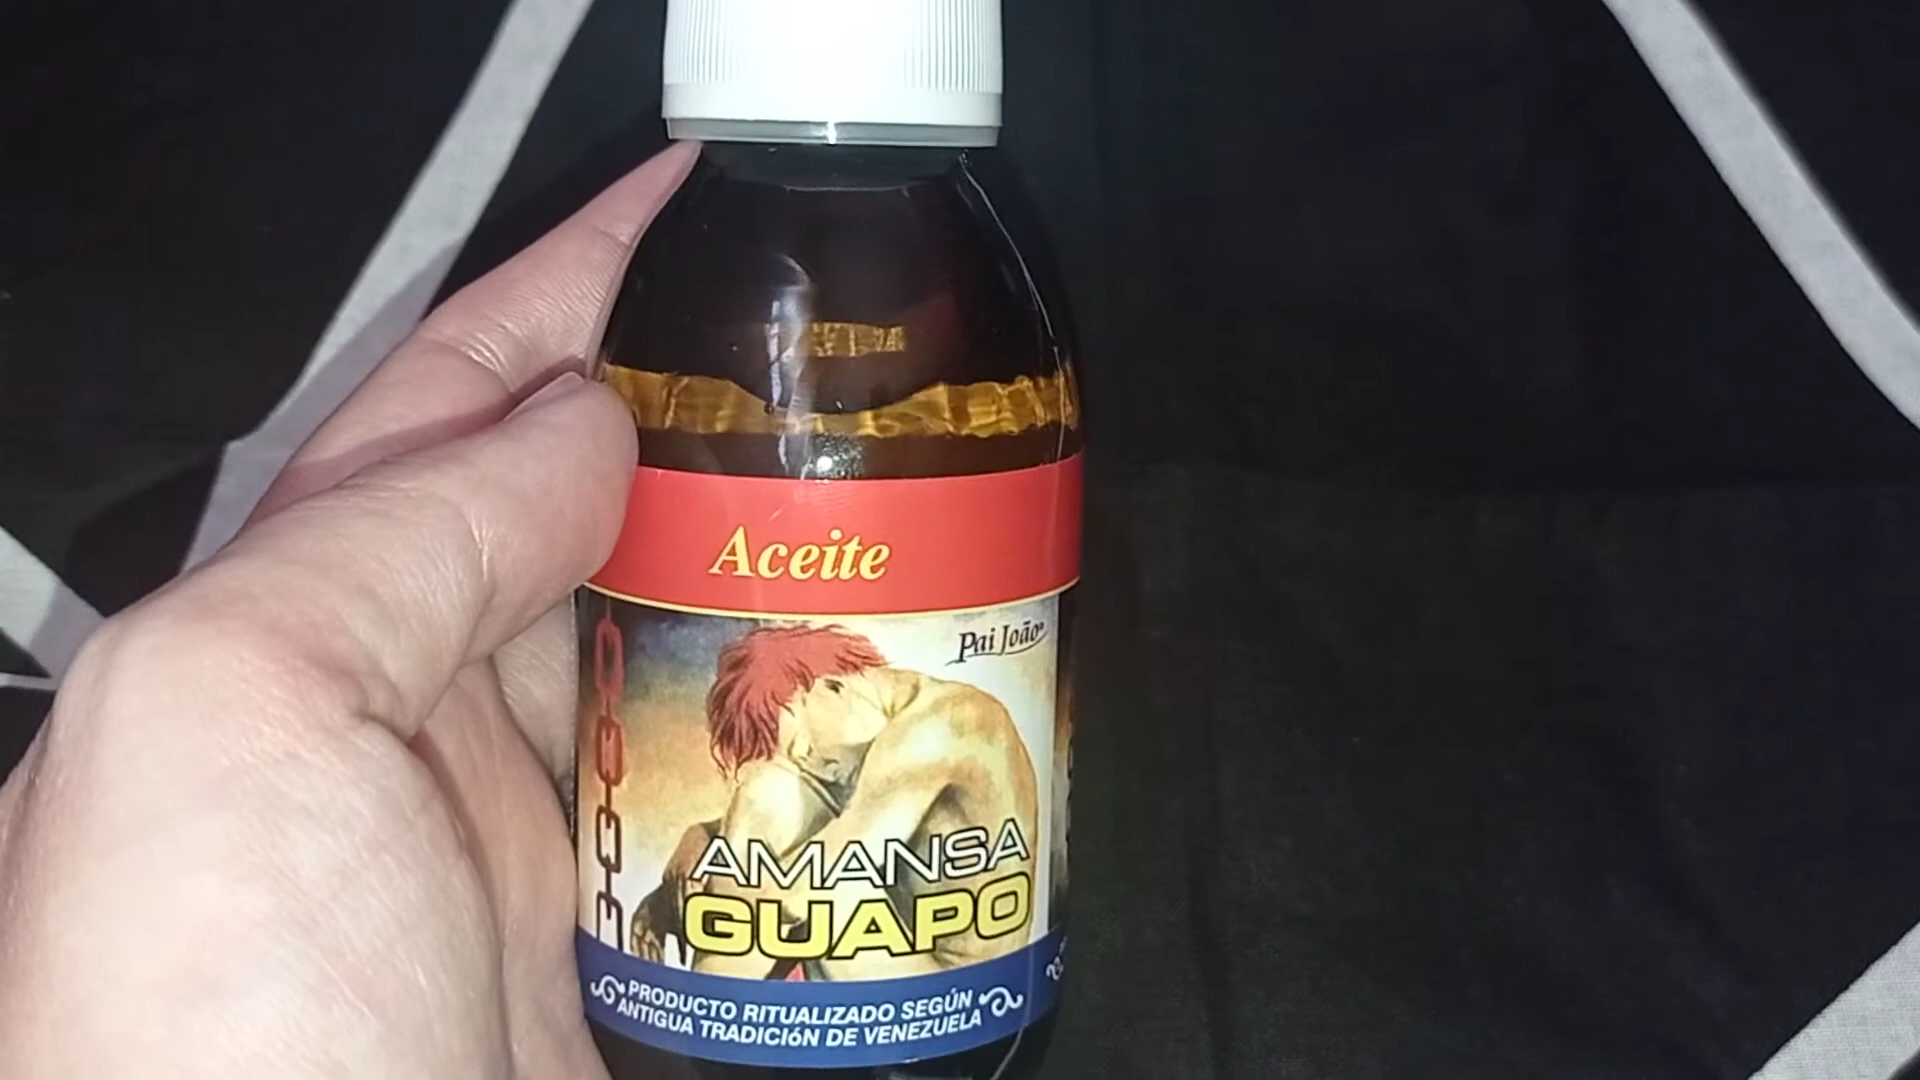 Aceite
Pai João®
AMANSA
GUAPO
PRODUCTO RITUALIZADO SEGÚN
ANTIGUA TRADICIóN DE VENEZUELA